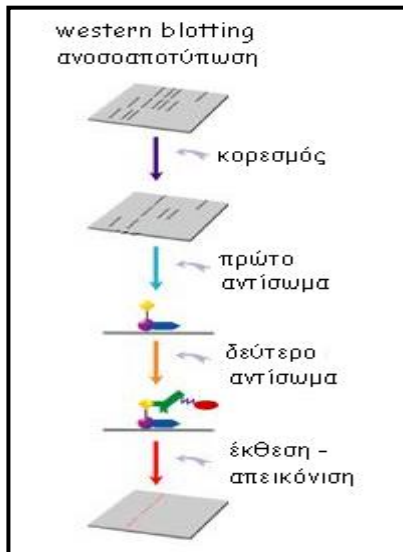 western blotting
ανοσοαποτύπωση
κορεσμός
πρώτο
αντίσωμα
δεύτερο
αντίσωμα
έκθεση -
απεικόνιση